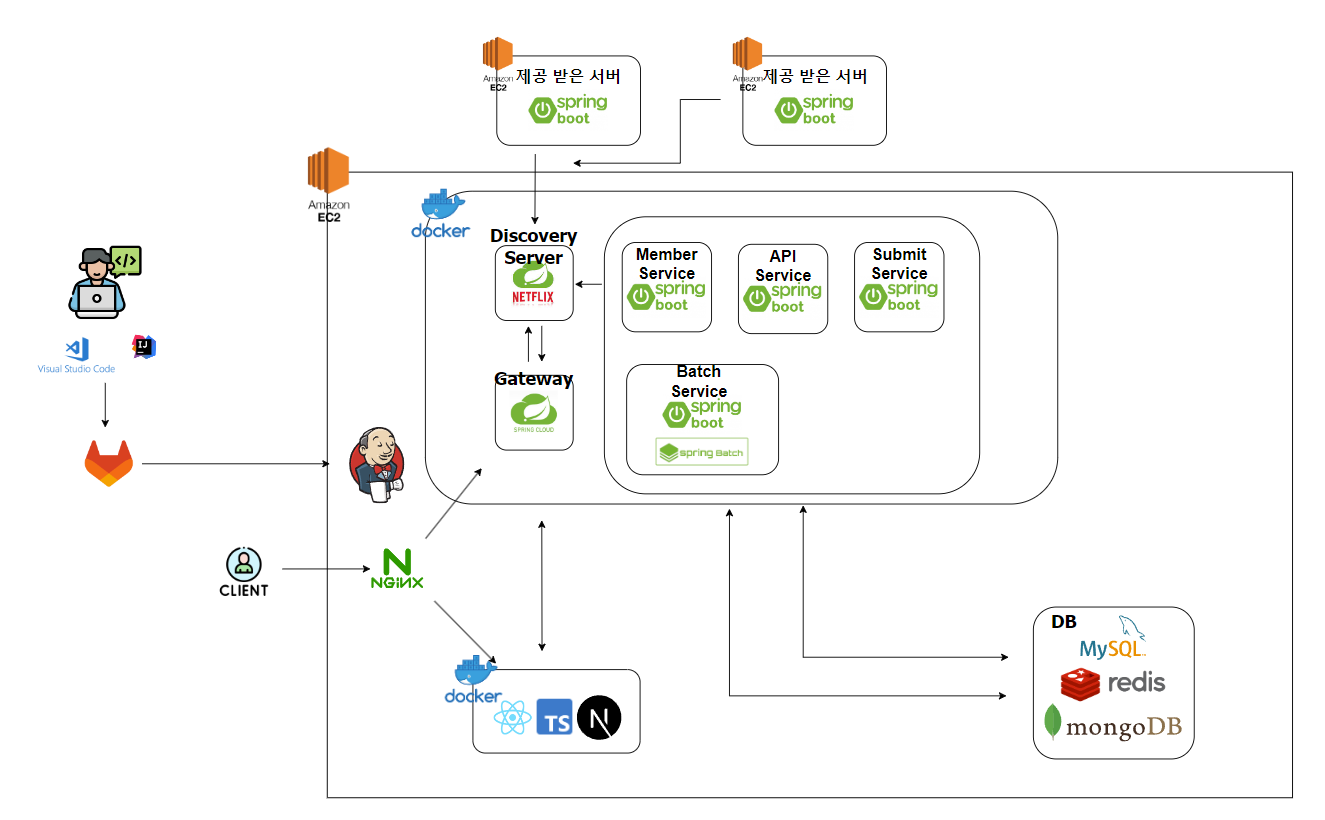 Amazon
EC2
제공 받은 서버
spring
boot
Amazon
EC2
제공 받은 서버
spring
boot
Amazon
EC2
docker
Discovery
Server
NETFLIX
Member
Service
spring
boot
API
Service
spring
boot
Submit
Service
spring
boot
Visual Studio Code
IJ
Gateway
SPRING CLOUD
Batch
Service
spring
boot
spring Batch
CLIENT
NGINX
docker
TS
N
DB
MySQL
redis
mongoDB